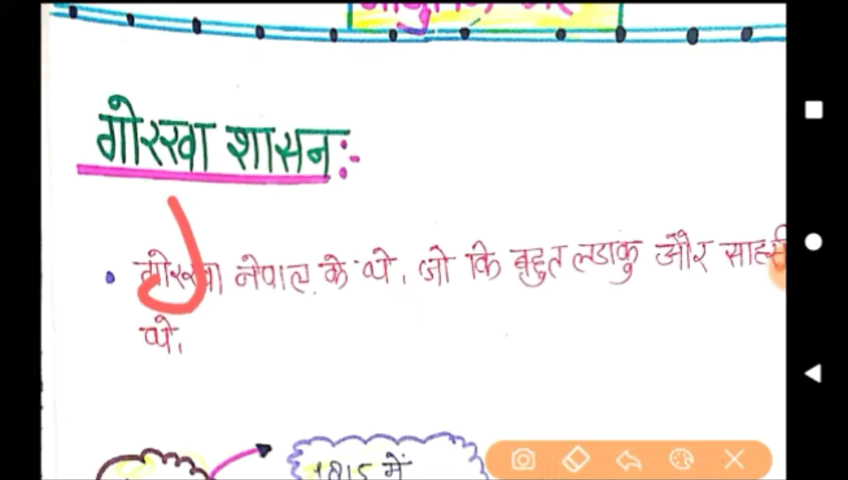 गोरखा शासन:-
• गोरखा नेपाल के थे, जो कि बहुत लडाकु और साहसी
थे,
1815 में